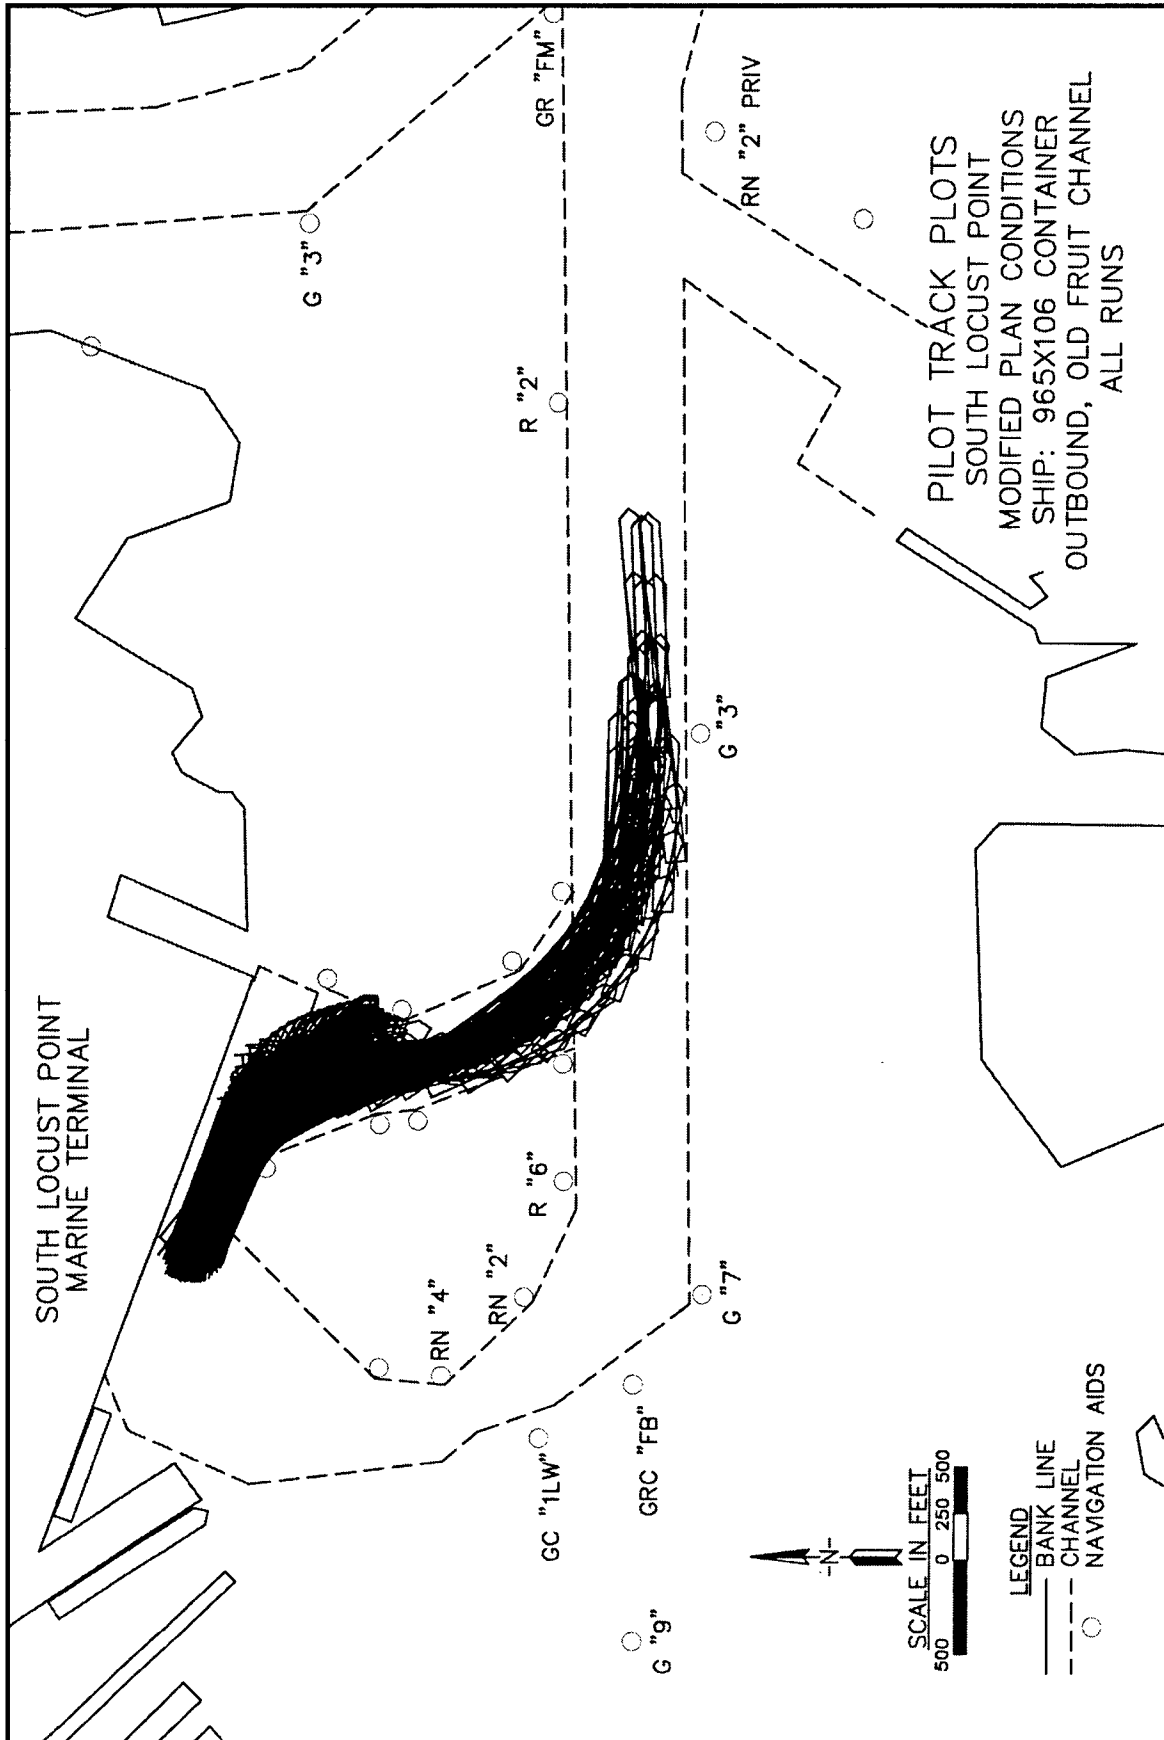 SOUTH LOCUST POINT
MARINE TERMINAL
G "3"
GR "FM"
R "2"
RN "2" PRIV
G "3"
R "6"
RN "4"
RN "2"
G "7"
GC "1LW"
GRC "FB"
G "9"
-N-
SCALE IN FEET
500 0 250 500
LEGEND
BANK LINE
CHANNEL
NAVIGATION AIDS
PILOT TRACK PLOTS
SOUTH LOCUST POINT
MODIFIED PLAN CONDITIONS
SHIP: 965X106 CONTAINER
OUTBOUND, OLD FRUIT CHANNEL
ALL RUNS